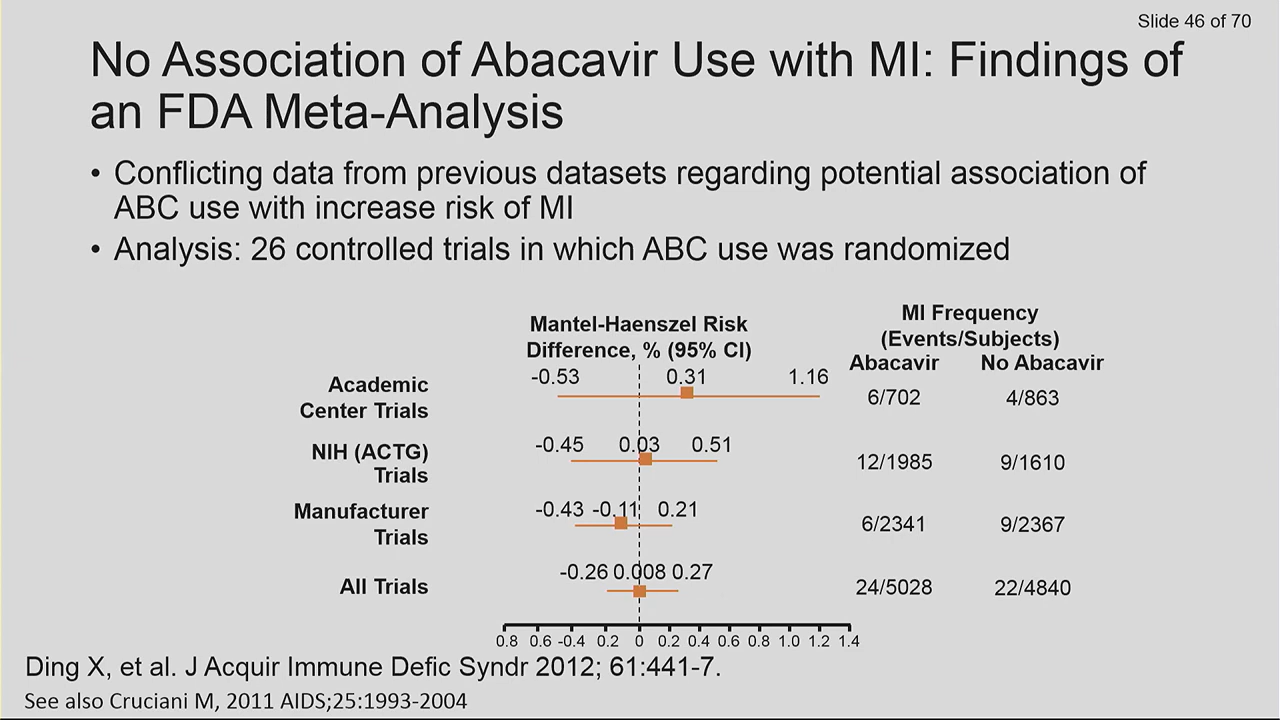 Slide 46 of 70
No Association of Abacavir Use with MI: Findings of
an FDA Meta-Analysis
• Conflicting data from previous datasets regarding potential association of
ABC use with increase risk of MI
• Analysis: 26 controlled trials in which ABC use was randomized
Mantel-Haenszel Risk
Difference, % (95% CI)
MI Frequency
(Events/Subjects)
Abacavir No Abacavir
Academic
Center Trials
-0.53 0.31 1.16
6/702 4/863
NIH (ACTG)
Trials
-0.45 0.03 0.51
12/1985 9/1610
Manufacturer
Trials
-0.43 -0.11 0.21
6/2341 9/2367
All Trials
-0.26 0.008 0.27
24/5028 22/4840
0.8 0.6 -0.4 0.2 0 0.2 0.4 0.6 0.8 1.0 1.2 1.4
Ding X, et al. J Acquir Immune Defic Syndr 2012; 61:441-7.
See also Cruciani M, 2011 AIDS;25:1993-2004